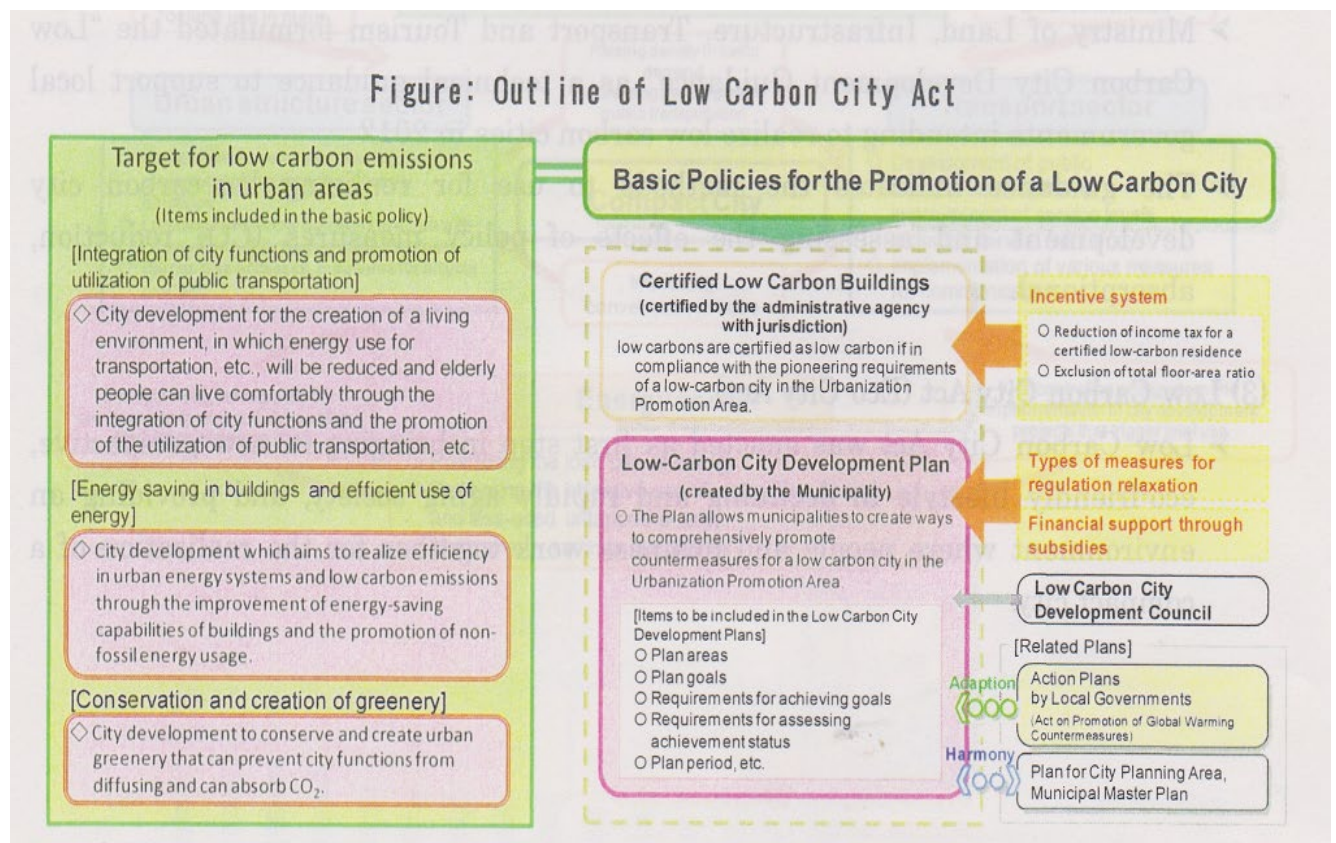 Figure: Outline of Low Carbon City Act
Target for low carbon emissions
in urban areas
(Items included in the basic policy)
[Integration of city functions and promotion of
utilization of public transportation]
◇ City development for the creation of a living
environment, in which energy use for
transportation, etc., will be reduced and elderly
people can live comfortably through the
integration of city functions and the promotion
of the utilization of public transportation, etc
[Energy saving in buildings and efficient use of
energy]
◇ City development which aims to realize efficiency
in urban energy systems and low carbon emissions
through the improvement of energy-saving
capabilities of buildings and the promotion of non-
fossil energy usage.
[Conservation and creation of greenery]
◇ City development to conserve and create urban
greenery that can prevent city functions from
diffusing and can absorb CO₂.
Basic Policies for the Promotion of a Low Carbon City
Certified Low Carbon Buildings
(certified by the administrative agency
with jurisdiction)
low carbons are certified as low carbon if in
compliance with the pioneering requirements
of a low-carbon city in the Urbanization
Promotion Area.
Incentive system
○ Reduction of income tax for a
certified low-carbon residence
○ Exclusion of total floor-area ratio
Low-Carbon City Development Plan
(created by the Municipality)
○ The Plan allows municipalities to create ways
to comprehensively promote
countermeasures for a low carbon city in the
Urbanization Promotion Area.
[Items to be included in the Low Carbon City
Development Plans]
○ Plan areas
○ Plan goals
○ Requirements for achieving goals
○ Requirements for assessing
achievement status
○ Plan period, etc.
Types of measures for
regulation relaxation
Financial support through
subsidies
Low Carbon City
Development Council
[Related Plans]
Adaption
Action Plans
by Local Governments
(Act on Promotion of Global Warming
Countermeasures)
Harmony
Plan for City Planning Area,
Municipal Master Plan